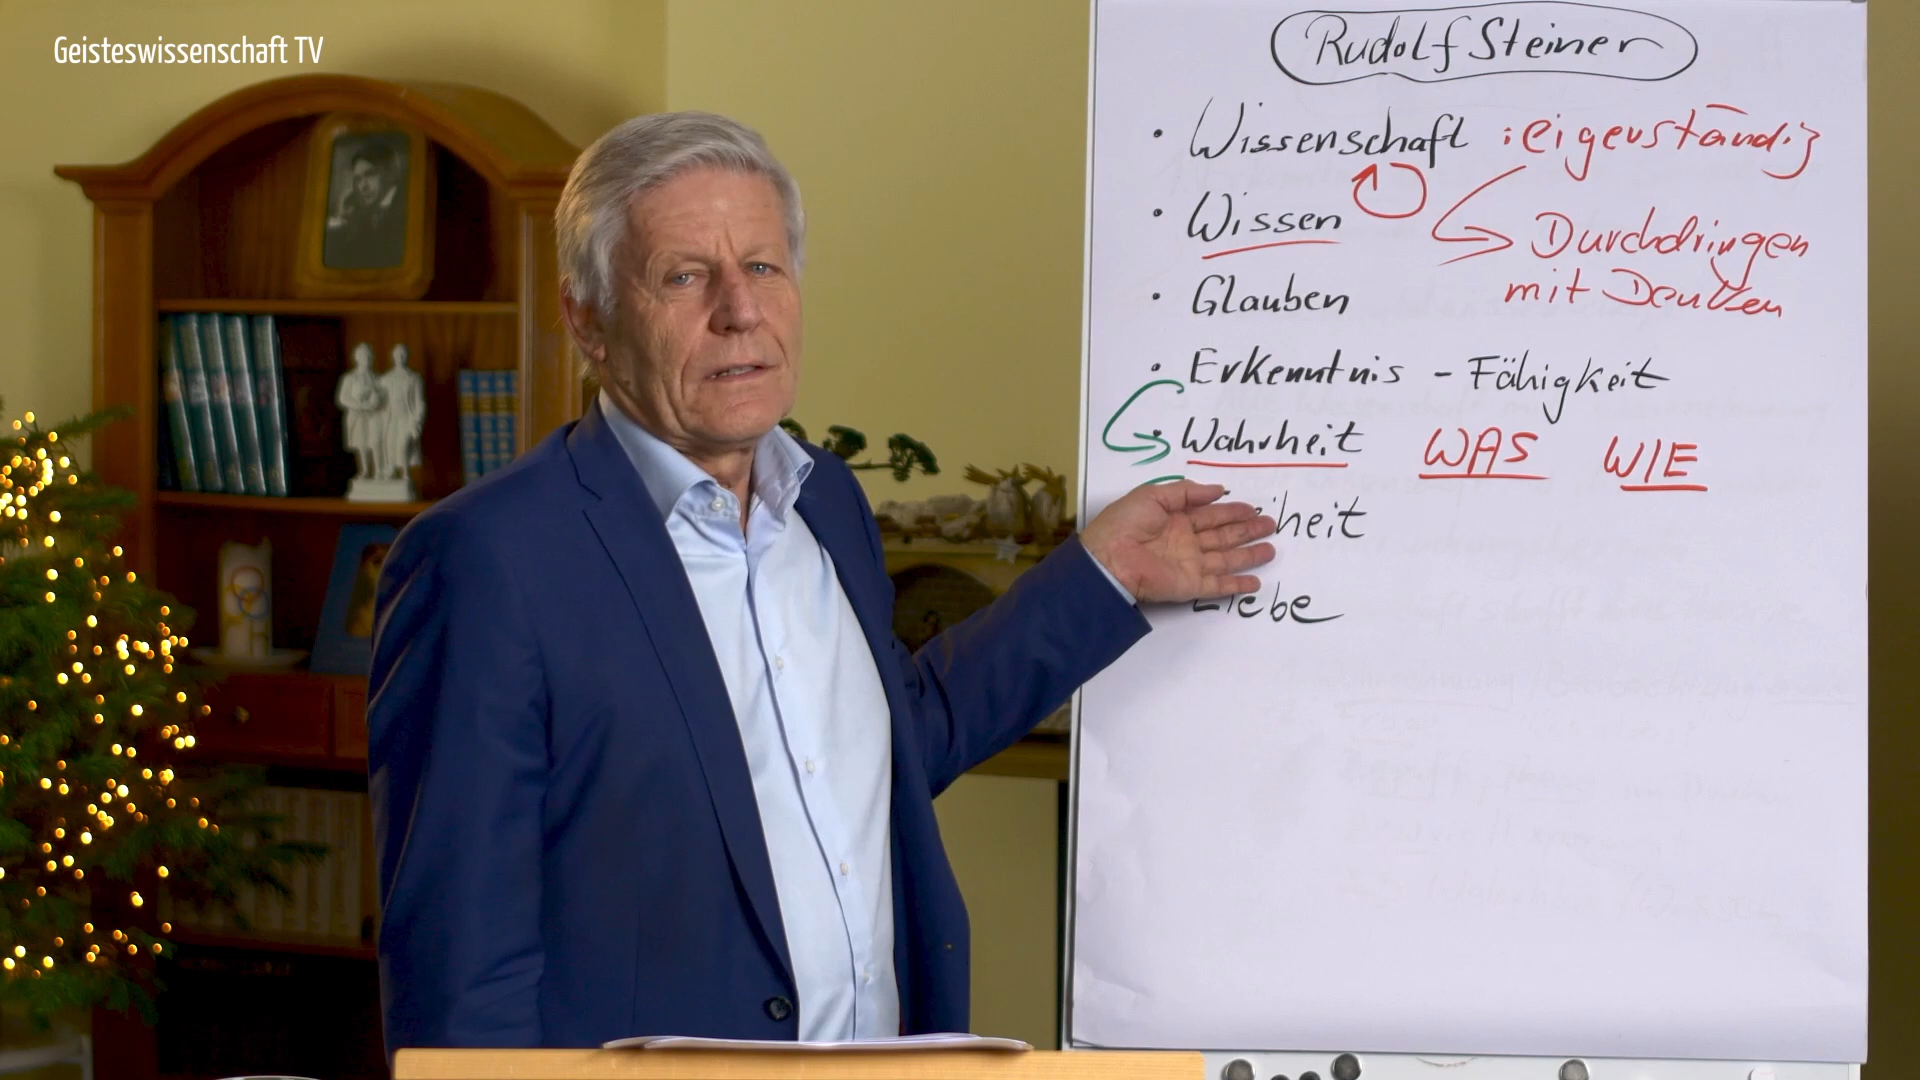 Geisteswissenschaft TV
Rudolf Steiner
• Wissenschaft : eigenständig
• Wissen
Durchdringen
mit Denken
• Glauben
• Erkenntnis - Fähigkeit
• Wahrheit WAS WIE
heit
Liebe